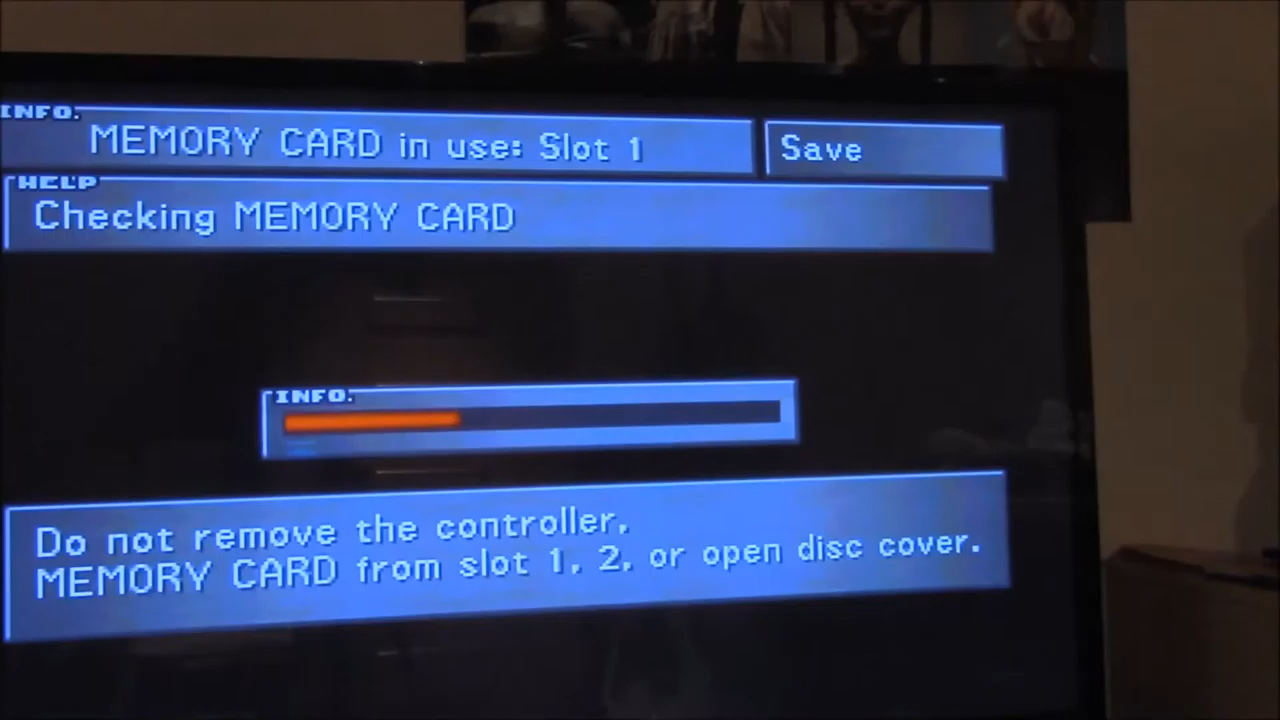 INFO.
MEMORY CARD in use: Slot 1
Save
HELP
Checking MEMORY CARD
INFO.
Do not remove the controller,
MEMORY CARD from slot 1, 2, or open disc cover.